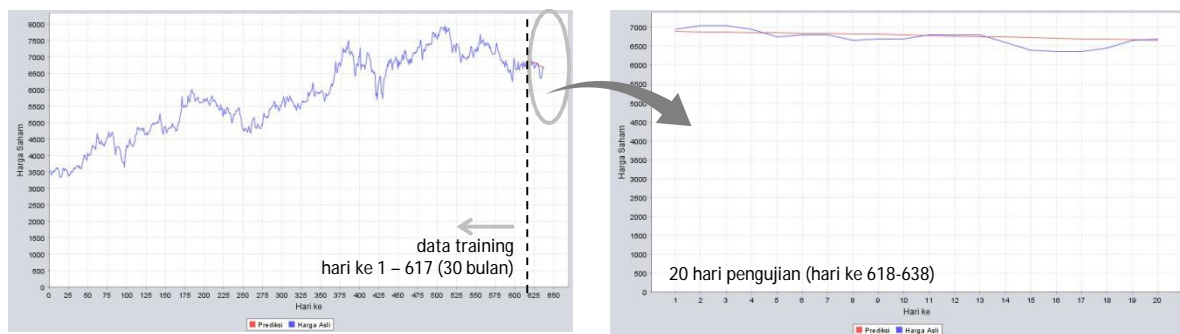 8000
7500
7000
6500
6000
5500
5000
4500
4000
3500
3000
2500
2000
1500
1000
500
0
Harga Saham
0 25 50 75 100 125 150 175 200 225 250 275 300 325 350 375 400 425 450 475 500 525 550 575 600 625 650
Hari ke
Prediksi Harga Asli
data training
hari ke 1 – 617 (30 bulan)
7000
6500
6000
5500
5000
4500
4000
3500
3000
2500
2000
1500
1000
500
0
Harga Saham
20 hari pengujian (hari ke 618-638)
1 2 3 4 5 6 7 8 9 10 11 12 13 14 15 16 17 18 19 20
Hari ke
Prediksi Harga Asli